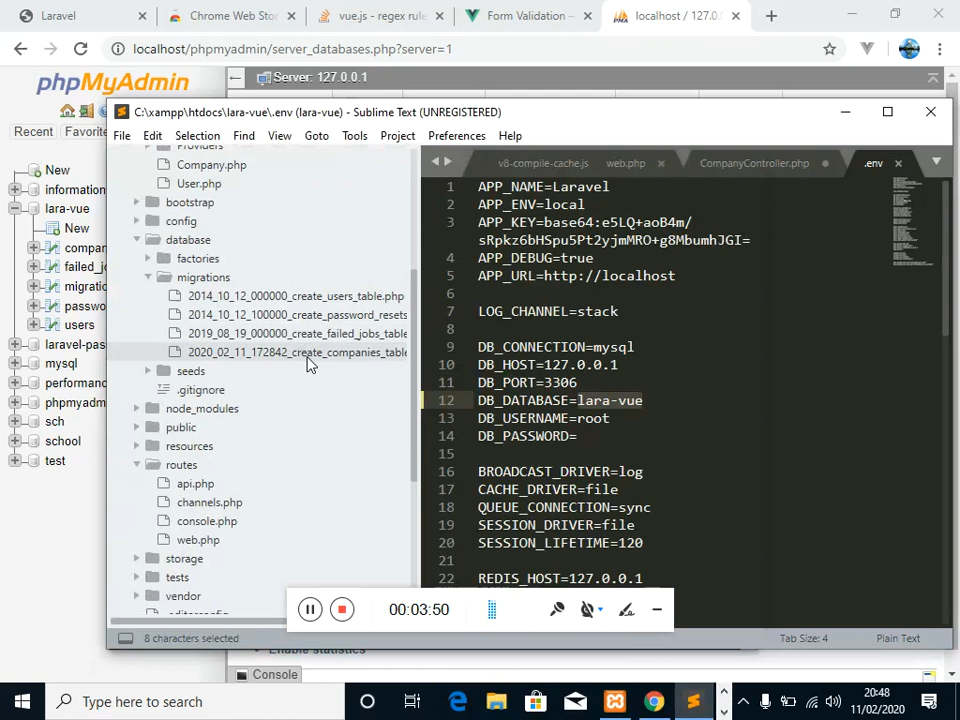 Laravel
Chrome Web Sto
vue.js - regex rule
Form Validation –
localhost / 127.0.
localhost/phpmyadmin/server_databases.php?server=1
phpMyAdmin
Server: 127.0.0.1
Recent
Favorite
New
information
lara-vue
New
compan
failed_jo
migratio
passwo
users
laravel-pas
mysql
performanc
phpmyadm
sch
school
test
C:\xampp\htdocs\lara-vue\.env (lara-vue) - Sublime Text (UNREGISTERED)
File Edit Selection Find View Goto Tools Project Preferences Help
Providers
Company.php
User.php
bootstrap
config
database
factories
migrations
2014_10_12_000000_create_users_table.php
2014_10_12_100000_create_password_resets
2019_08_19_000000_create_failed_jobs_table
2020_02_11_172842_create_companies_table
seeds
.gitignore
node_modules
public
resources
routes
api.php
channels.php
console.php
web.php
storage
tests
vendor
.editorconfig
v8-compile-cache.js
web.php
CompanyController.php
.env
1 APP_NAME=Laravel
2 APP_ENV=local
3 APP_KEY=base64:e5LQ+aoB4m/
sRpkz6bHSpu5Pt2yjmMRO+g8MbumhJGI=
4 APP_DEBUG=true
5 APP_URL=http://localhost
6
7 LOG_CHANNEL=stack
8
9 DB_CONNECTION=mysql
10 DB_HOST=127.0.0.1
11 DB_PORT=3306
12 DB_DATABASE=lara-vue
13 DB_USERNAME=root
14 DB_PASSWORD=
15
16 BROADCAST_DRIVER=log
17 CACHE_DRIVER=file
18 QUEUE_CONNECTION=sync
19 SESSION_DRIVER=file
20 SESSION_LIFETIME=120
21
22 REDIS_HOST=127.0.0.1
00:03:50
8 characters selected
Tab Size: 4
Plain Text
Enable statistics
Console
Type here to search
20:48
11/02/2020